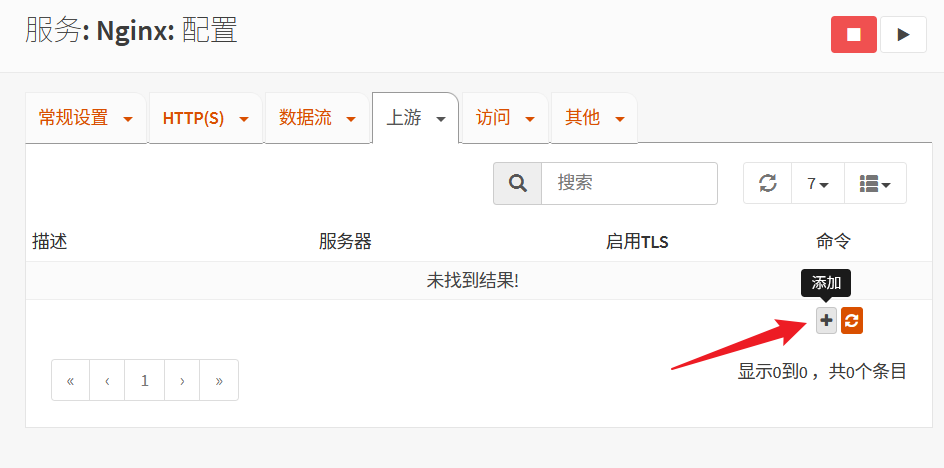 服务: Nginx: 配置
常规设置 HTTP(S) 数据流 上游 访问 其他
搜索 7
描述 服务器 启用TLS 命令
未找到结果!
添加
« ‹ 1 › »
显示0到0 ，共0个条目